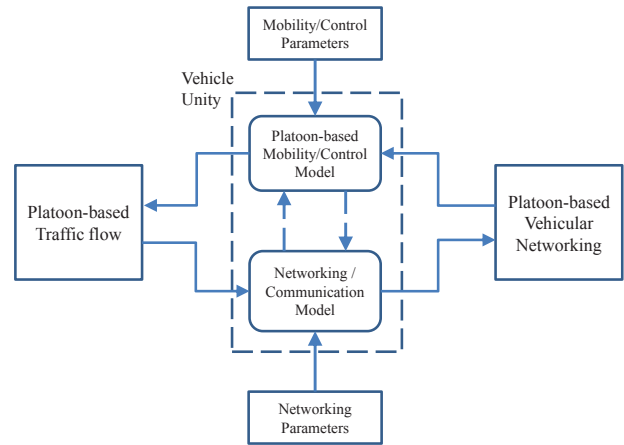 Mobility/Control
Parameters
Vehicle
Unity
Platoon-based
Mobility/Control
Model
Platoon-based
Traffic flow
Platoon-based
Vehicular
Networking
Networking /
Communication
Model
Networking
Parameters